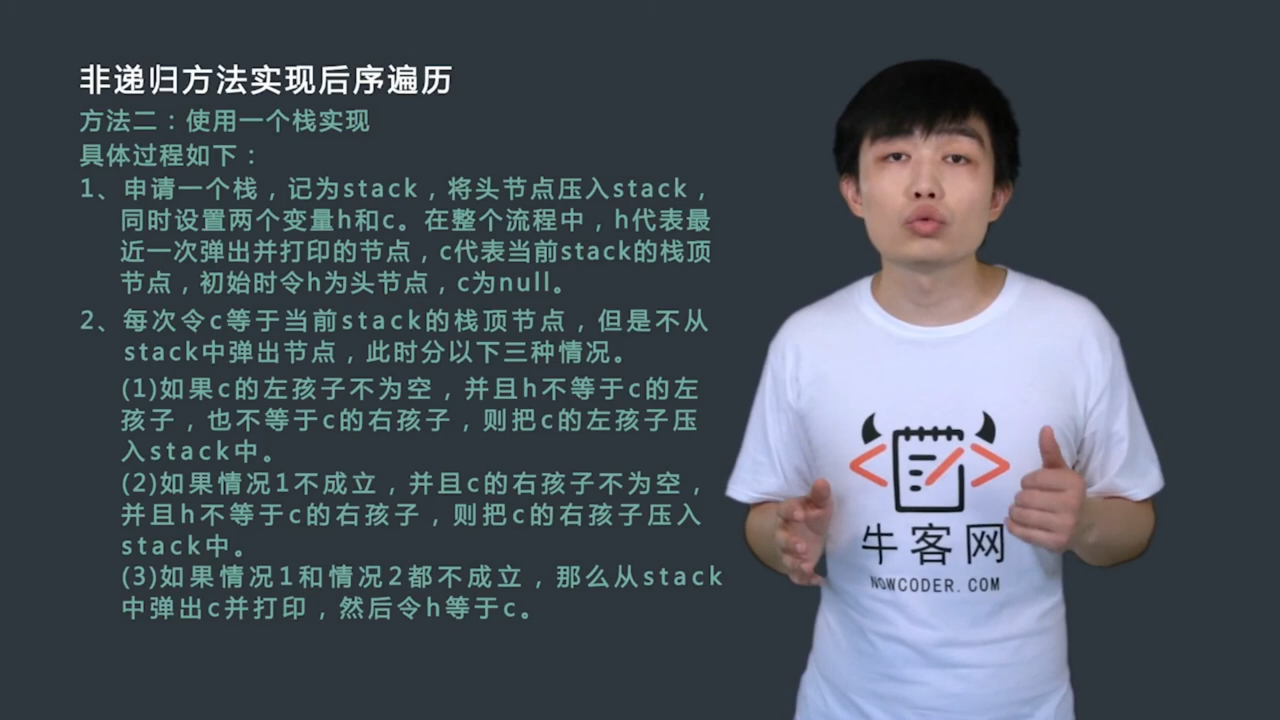 非递归方法实现后序遍历
方法二：使用一个栈实现
具体过程如下：
1、申请一个栈，记为stack，将头节点压入stack，
同时设置两个变量h和c。在整个流程中，h代表最
近一次弹出并打印的节点，c代表当前stack的栈顶
节点，初始时令h为头节点，c为null。
2、每次令c等于当前stack的栈顶节点，但是不从
stack中弹出节点，此时分以下三种情况。
(1)如果c的左孩子不为空，并且h不等于c的左
孩子，也不等于c的右孩子，则把c的左孩子压
入stack中。
(2)如果情况1不成立，并且c的右孩子不为空，
并且h不等于c的右孩子，则把c的右孩子压入
stack中。
(3)如果情况1和情况2都不成立，那么从stack
中弹出c并打印，然后令h等于c。
牛客网
NOWCODER.COM